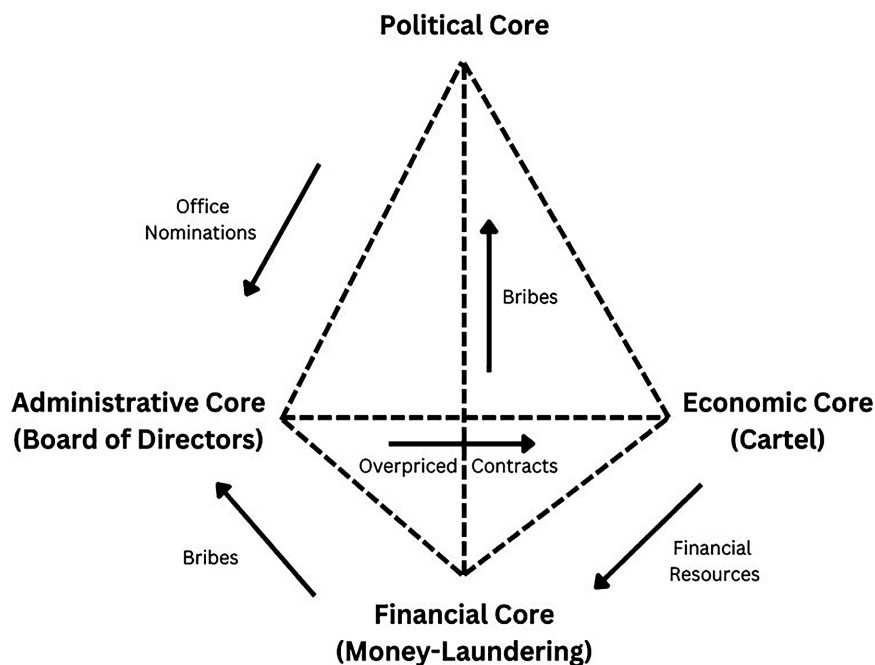 Political Core
Office
Nominations
Bribes
Administrative Core
(Board of Directors)
Economic Core
(Cartel)
Overpriced Contracts
Bribes
Financial
Resources
Financial Core
(Money-Laundering)